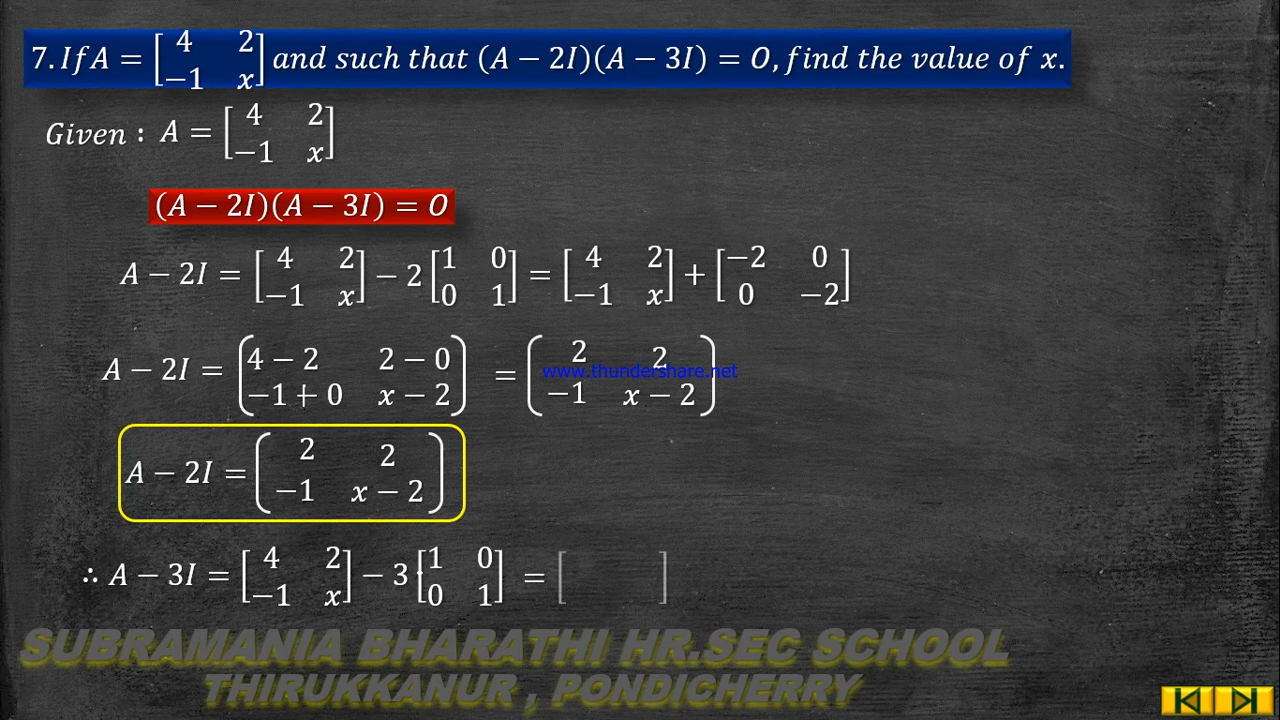 7. If A = [4 2 −1 x] and such that (A − 2I)(A − 3I) = O, find the value of x.
Given : A = [4 2 −1 x]
(A − 2I)(A − 3I) = O
A − 2I = [4 2 −1 x] − 2 [1 0 0 1] = [4 2 −1 x] + [−2 0 0 −2]
A − 2I = (4 − 2 2 − 0 −1 + 0 x − 2) = (2 2 −1 x − 2)
www.thundershare.net
A − 2I = (2 2 −1 x − 2)
∴ A − 3I = [4 2 −1 x] − 3 [1 0 0 1] = [ ]
SUBRAMANIA BHARATHI HR.SEC SCHOOL
THIRUKKANUR , PONDICHERRY